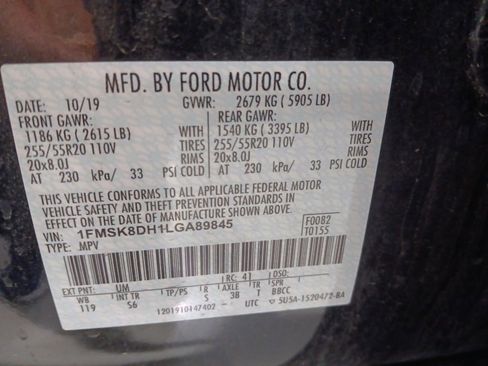 MFD. BY FORD MOTOR CO.
DATE: 10/19 GVWR: 2679 KG ( 5905 LB)
FRONT GAWR: REAR GAWR:
1186 KG ( 2615 LB) WITH 1540 KG ( 3395 LB) WITH
255/55R20 110V TIRES 255/55R20 110V TIRES
20x8.0J RIMS 20x8.0J RIMS
AT 230 kPa/ 33 PSI COLD AT 230 kPa/ 33 PSI COLD
THIS VEHICLE CONFORMS TO ALL APPLICABLE FEDERAL MOTOR
VEHICLE SAFETY AND THEFT PREVENTION STANDARDS IN
EFFECT ON THE DATE OF MANUFACTURE SHOWN ABOVE.
VIN: 1FMSK8DH1LGA89845 F0082
TYPE: MPV T0155
EXT PNT: UM RC: 41 DSO:
WB INT TR TP/PS R AXLE TR SPR
119 S6 S 3B T BBCC
1201910147402 UTC 5U5A-1520472-BA